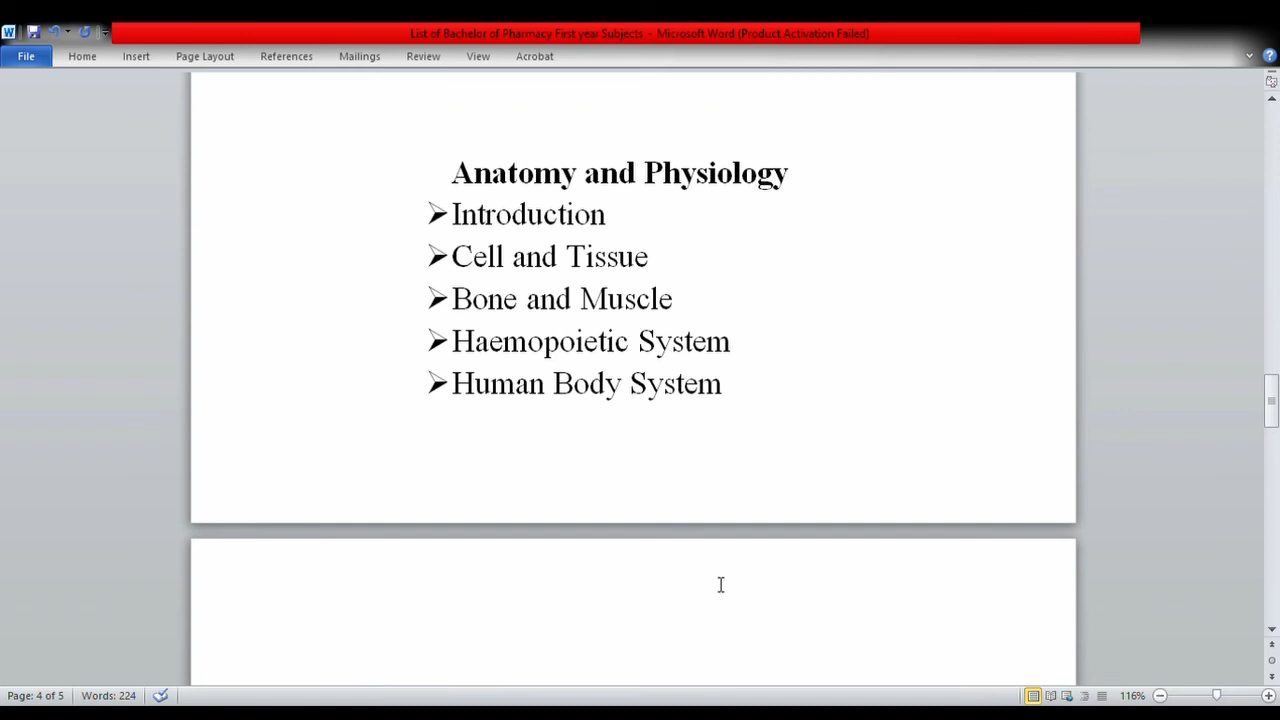 List of Bachelor of Pharmacy First year Subjects - Microsoft Word (Product Activation Failed)
File Home Insert Page Layout References Mailings Review View Acrobat
Anatomy and Physiology
Introduction
Cell and Tissue
Bone and Muscle
Haemopoietic System
Human Body System
Page: 4 of 5 Words: 224 116%